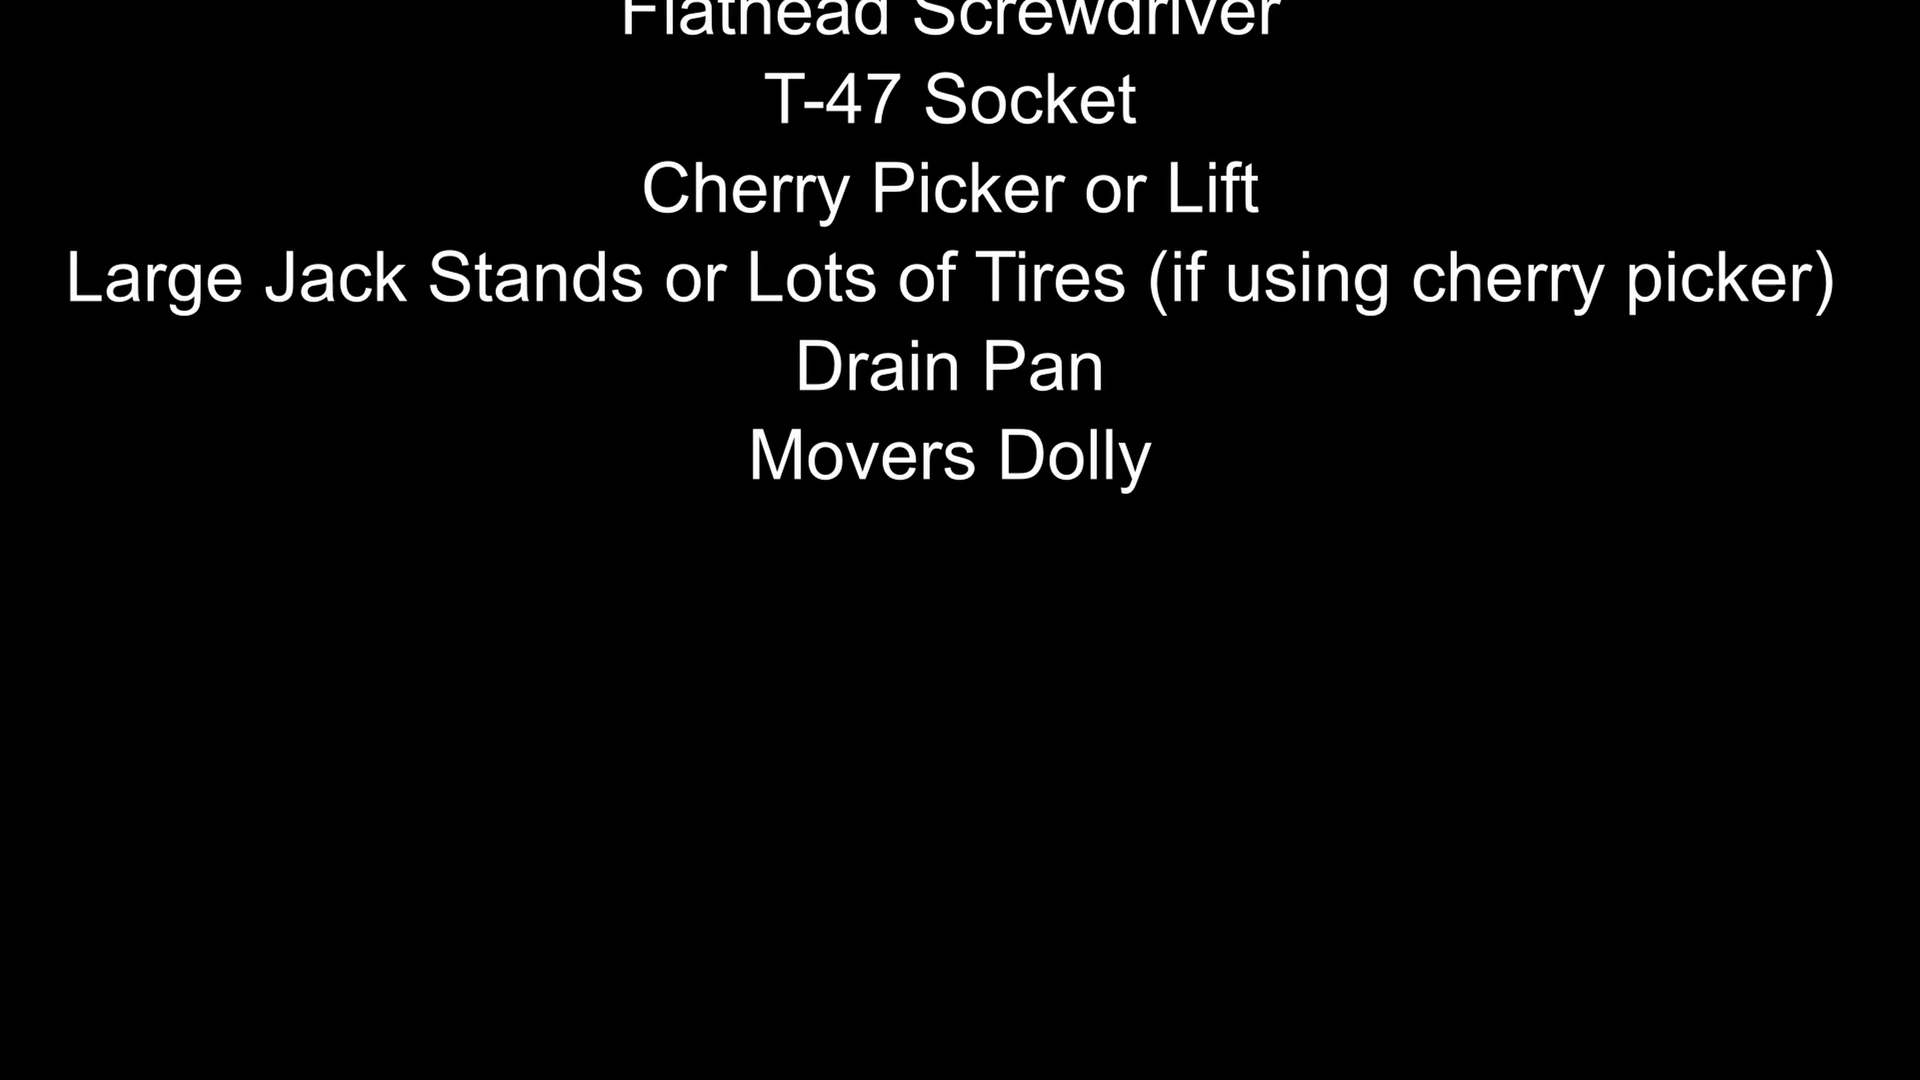 Flathead Screwdriver
T-47 Socket
Cherry Picker or Lift
Large Jack Stands or Lots of Tires (if using cherry picker)
Drain Pan
Movers Dolly